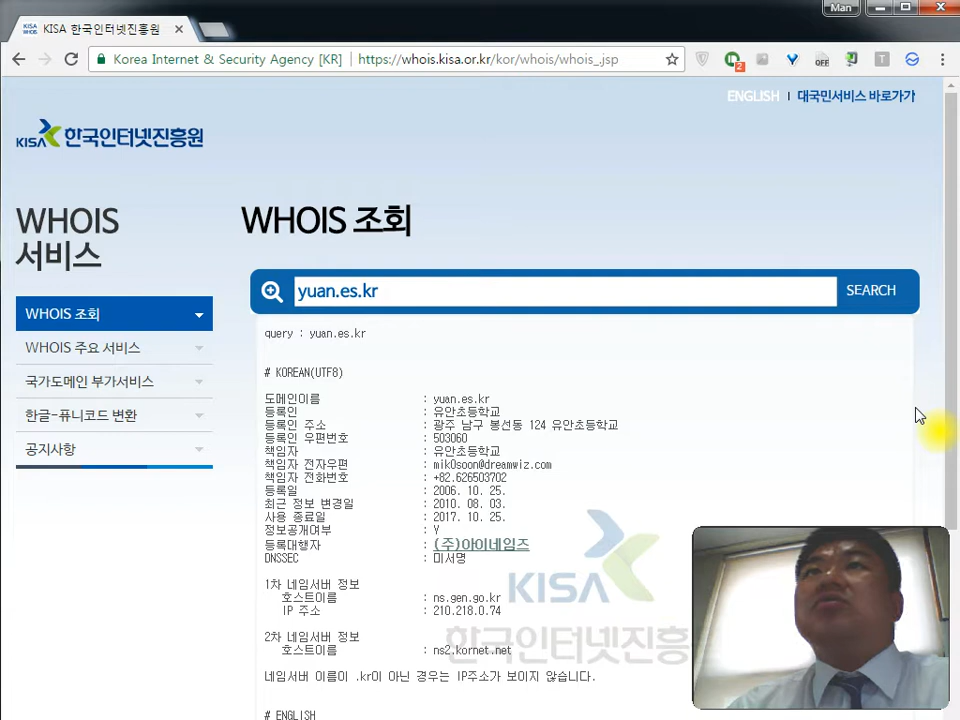 Man
KISA 한국인터넷진흥원
Korea Internet & Security Agency [KR] | https://whois.kisa.or.kr/kor/whois/whois_.jsp
2
OFF
T
ENGLISH | 대국민서비스 바로가기
KISA 한국인터넷진흥원
WHOIS
서비스
WHOIS 조회
yuan.es.kr
SEARCH
WHOIS 조회
WHOIS 주요 서비스
국가도메인 부가서비스
한글-퓨니코드 변환
공지사항
query : yuan.es.kr
# KOREAN(UTF8)
도메인이름 : yuan.es.kr
등록인 : 유안초등학교
등록인 주소 : 광주 남구 봉선동 124 유안초등학교
등록인 우편번호 : 503060
책임자 : 유안초등학교
책임자 전자우편 : mik0soon@dreamwiz.com
책임자 전화번호 : +82.626503702
등록일 : 2006. 10. 25.
최근 정보 변경일 : 2010. 08. 03.
사용 종료일 : 2017. 10. 25.
정보공개여부 : Y
등록대행자 : (주)아이네임즈
DNSSEC : 미서명
1차 네임서버 정보
호스트이름 : ns.gen.go.kr
IP 주소 : 210.218.0.74
2차 네임서버 정보
호스트이름 : ns2.kornet.net
네임서버 이름이 .kr이 아닌 경우는 IP주소가 보이지 않습니다.
# ENGLISH
KISA
한국인터넷진흥